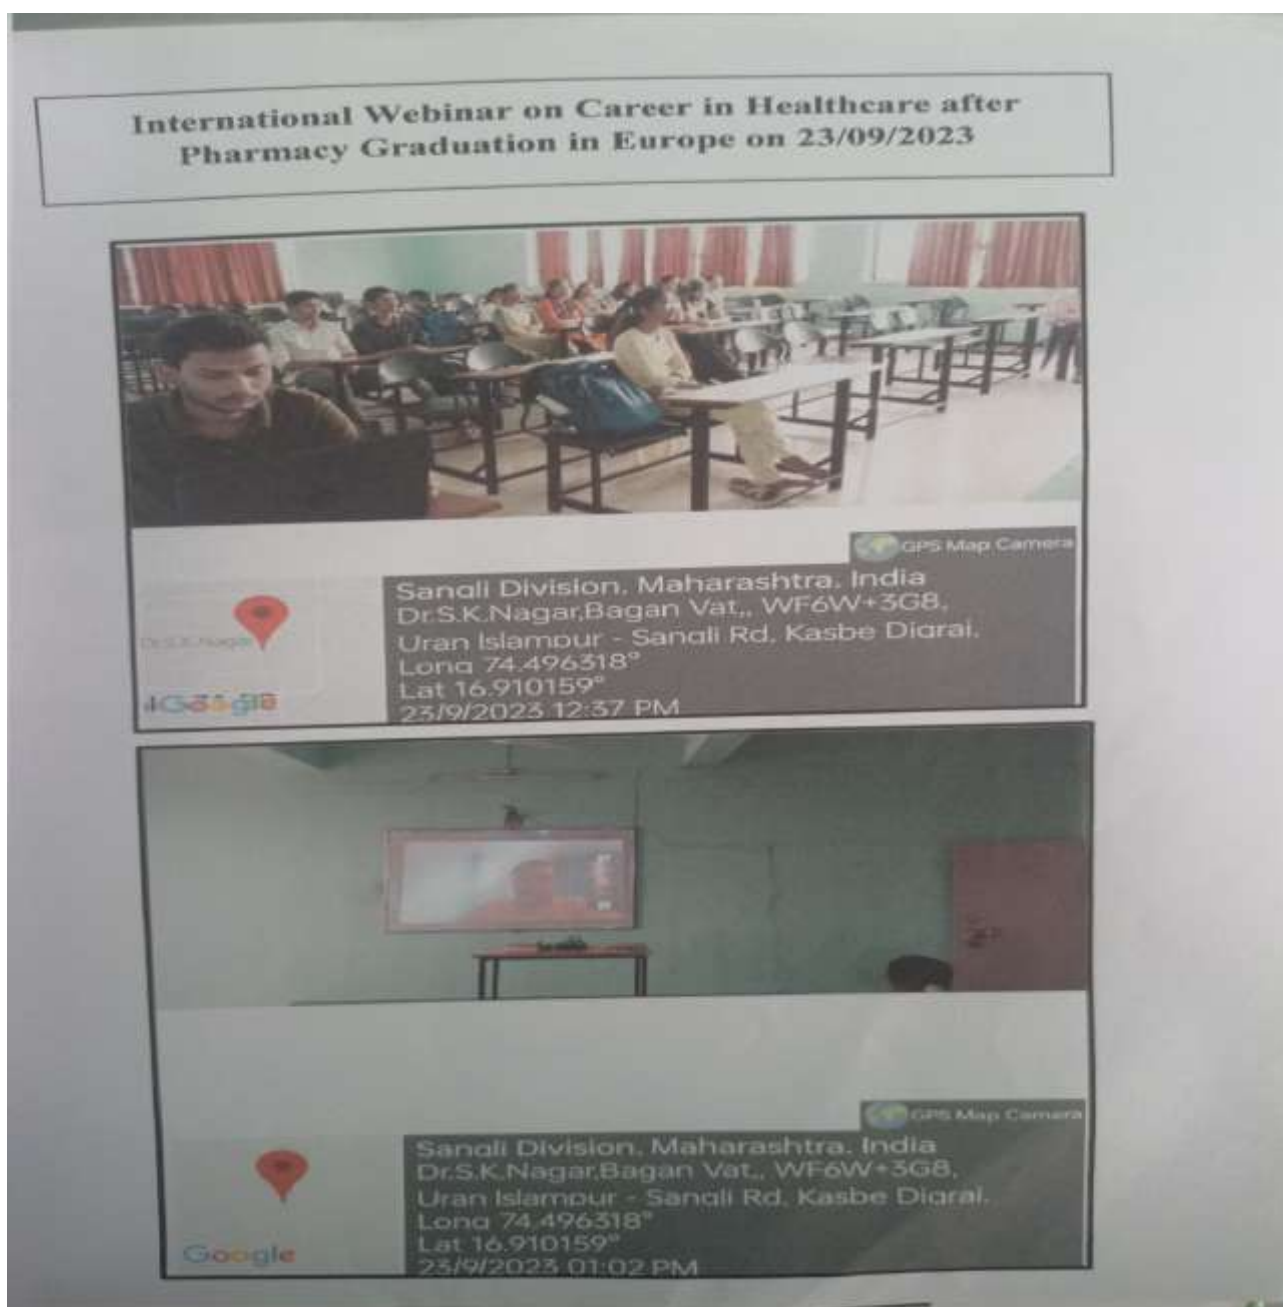 International Webinar on Career in Healthcare after
Pharmacy Graduation in Europe on 23/09/2023
GPS Map Camera
Sangli Division, Maharashtra, India
Dr.S.K.Nagar,Bagan Vat,, WF6W+3G8,
Uran Islampur - Sangli Rd, Kasbe Digraj,
Long 74.496318°
Lat 16.910159°
23/9/2023 12:37 PM
Dr.S.K.Nagar
Google
GPS Map Camera
Sangli Division, Maharashtra, India
Dr.S.K.Nagar,Bagan Vat,, WF6W+3G8,
Uran Islampur - Sangli Rd, Kasbe Digraj,
Long 74.496318°
Lat 16.910159°
23/9/2023 01:02 PM
Google